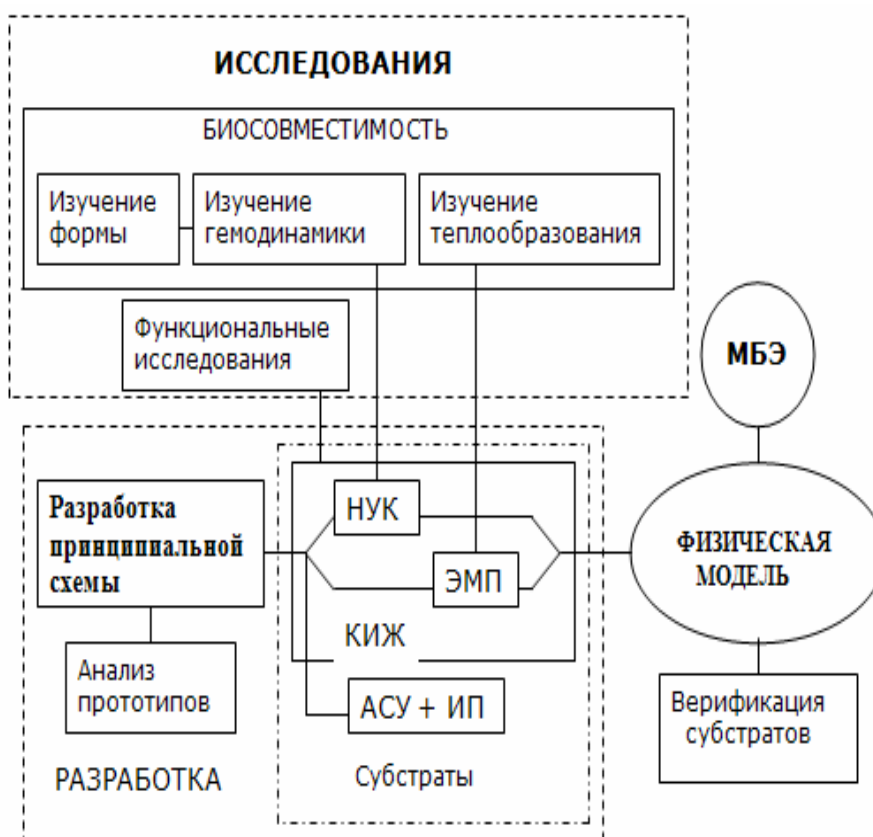 ИССЛЕДОВАНИЯ
БИОСОВМЕСТИМОСТЬ
Изучение
формы
Изучение
гемодинамики
Изучение
теплообразования
Функциональные
исследования
МБЭ
Разработка
принципиальной
схемы
НУК
ЭМП
КИЖ
АСУ + ИП
Субстраты
Анализ
прототипов
РАЗРАБОТКА
ФИЗИЧЕСКАЯ
МОДЕЛЬ
Верификация
субстратов